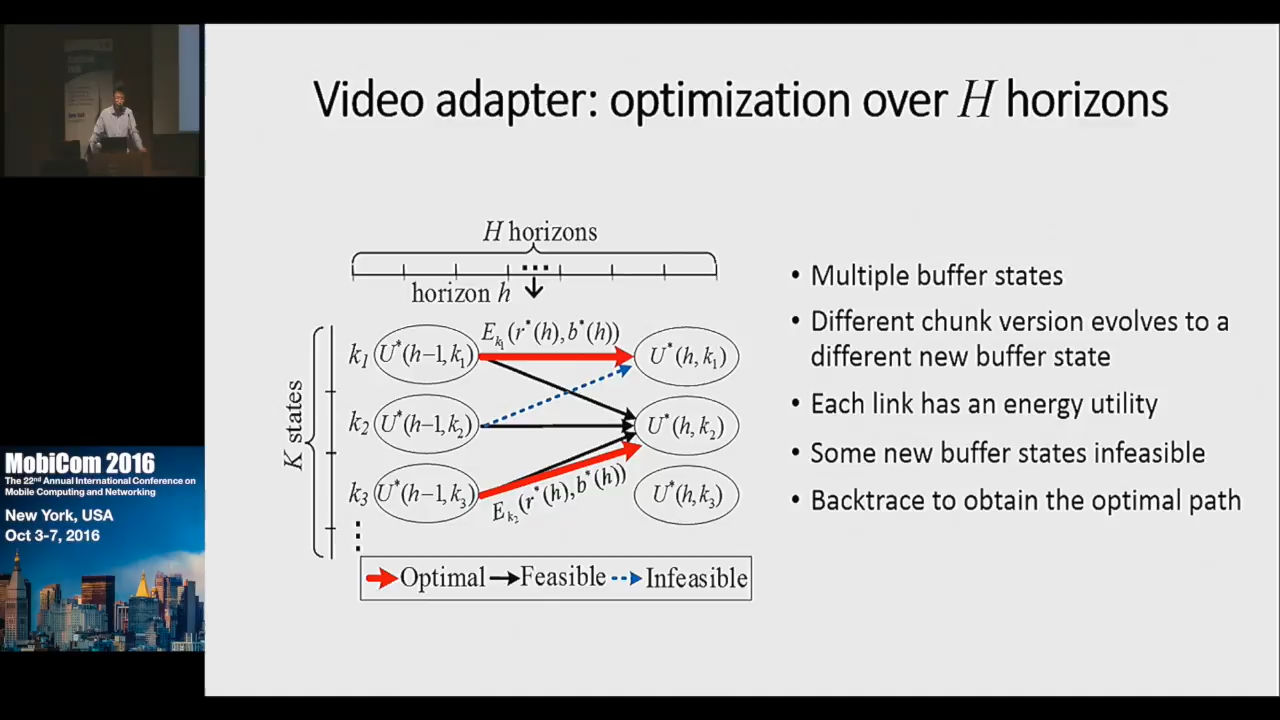 Video adapter: optimization over H horizons
H horizons
...
horizon h
K states
k₁ U*(h−1,k₁) E_k₁(r*(h),b*(h)) U*(h,k₁)
k₂ U*(h−1,k₂) U*(h,k₂)
k₃ U*(h−1,k₃) E_k₂(r*(h),b*(h)) U*(h,k₃)
Optimal Feasible Infeasible
• Multiple buffer states
• Different chunk version evolves to a
different new buffer state
• Each link has an energy utility
• Some new buffer states infeasible
• Backtrace to obtain the optimal path
MobiCom 2016
The 22nd Annual International Conference on
Mobile Computing and Networking
New York, USA
Oct 3-7, 2016